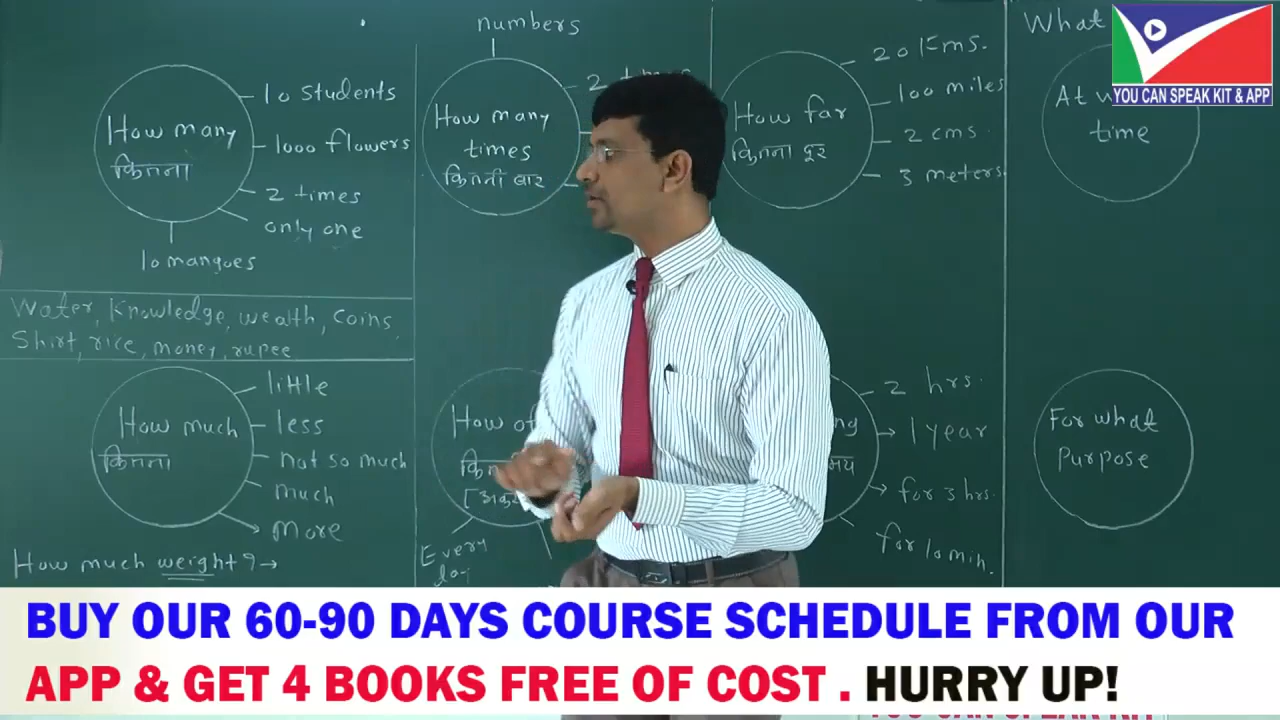 How many
कितना
10 Students
1000 flowers
2 times
only one
10 mangoes
Water, Knowledge, wealth, Coins,
Shirt, rice, money, rupee
How much
कितना
little
less
not so much
much
More
How much weight? →
numbers
How many
times
कितनी बार
2
How
Every
How far
कितना दूर
20 Kms.
100 miles
2 cms.
3 meters
2 hrs.
1 year
for 3 hrs.
for 10 min.
What
At
time
For what
Purpose
YOU CAN SPEAK KIT & APP
BUY OUR 60-90 DAYS COURSE SCHEDULE FROM OUR
APP & GET 4 BOOKS FREE OF COST . HURRY UP!